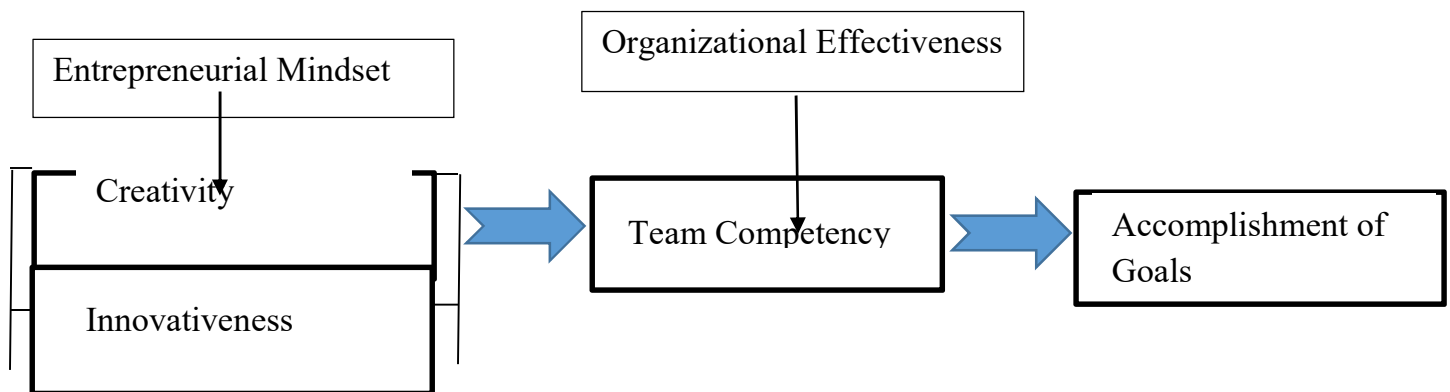 Entrepreneurial Mindset
Organizational Effectiveness
Creativity
Innovativeness
Team Competency
Accomplishment of
Goals